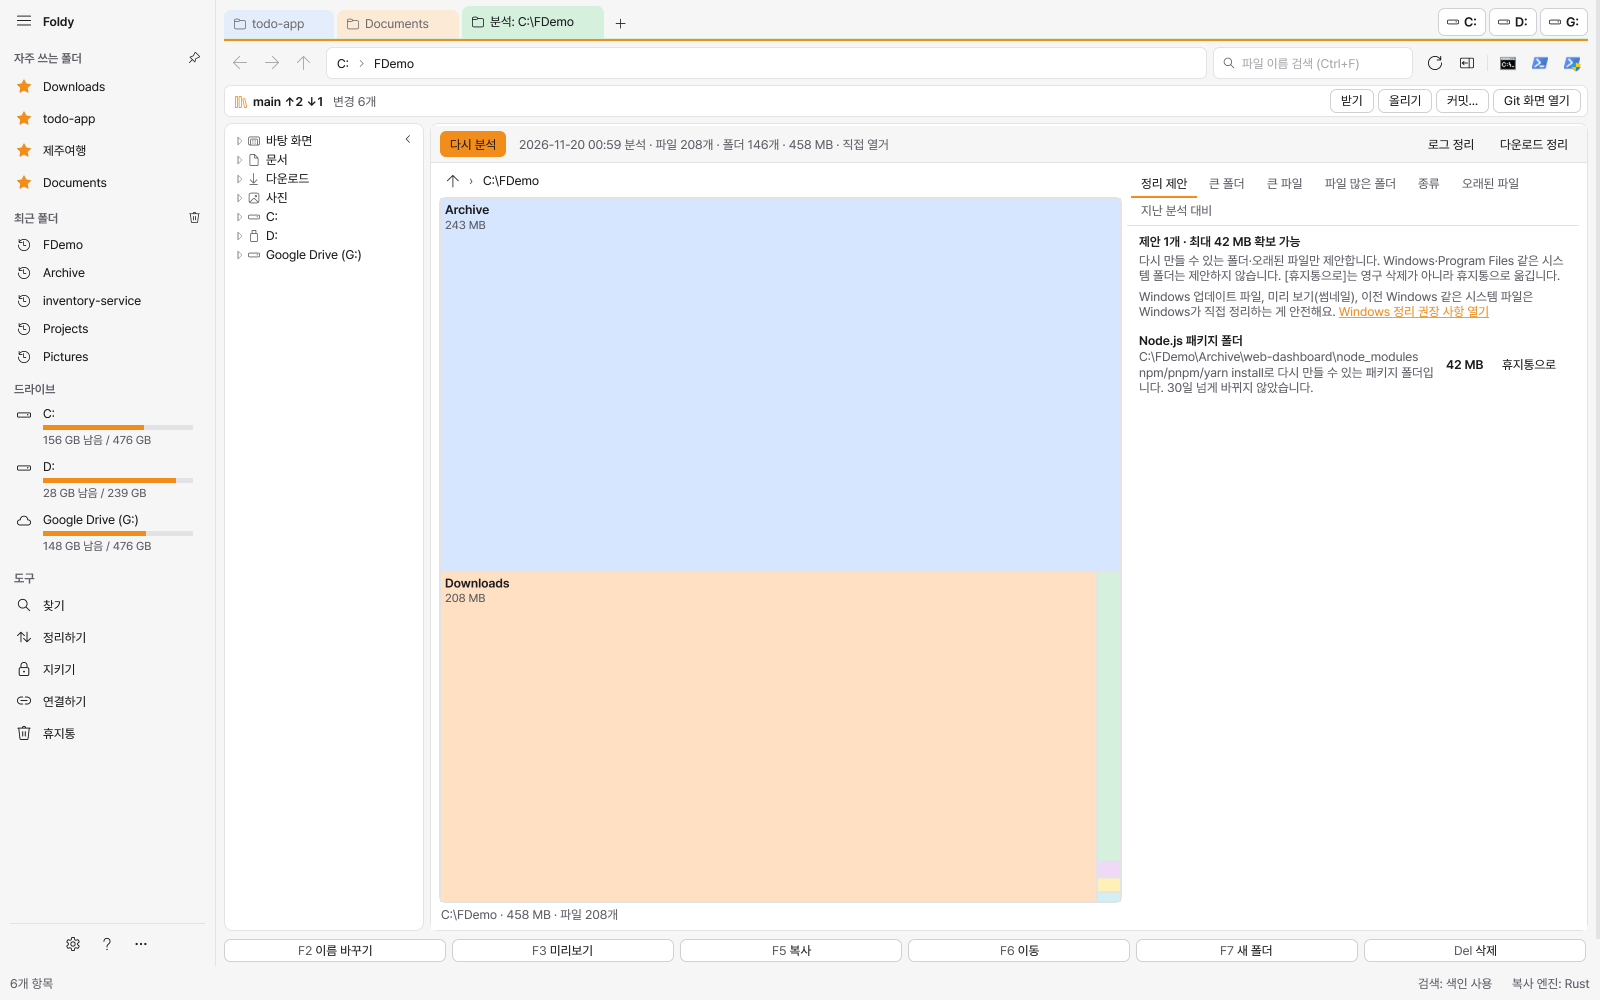 Foldy
자주 쓰는 폴더
Downloads
todo-app
제주여행
Documents
최근 폴더
FDemo
Archive
inventory-service
Projects
Pictures
드라이브
C:
156 GB 남음 / 476 GB
D:
28 GB 남음 / 239 GB
Google Drive (G:)
148 GB 남음 / 476 GB
도구
찾기
정리하기
지키기
연결하기
휴지통
6개 항목
todo-app
Documents
분석: C:\FDemo
C:
D:
G:
C: FDemo
파일 이름 검색 (Ctrl+F)
C:\_
main ↑2 ↓1 변경 6개
받기
올리기
커밋...
Git 화면 열기
바탕 화면
문서
다운로드
사진
C:
D:
Google Drive (G:)
다시 분석
2026-11-20 00:59 분석 · 파일 208개 · 폴더 146개 · 458 MB · 직접 열거
로그 정리
다운로드 정리
C:\FDemo
Archive
243 MB
Downloads
208 MB
C:\FDemo · 458 MB · 파일 208개
정리 제안
큰 폴더
큰 파일
파일 많은 폴더
종류
오래된 파일
지난 분석 대비
제안 1개 · 최대 42 MB 확보 가능
다시 만들 수 있는 폴더·오래된 파일만 제안합니다. Windows·Program Files 같은 시스
템 폴더는 제안하지 않습니다. [휴지통으로]는 영구 삭제가 아니라 휴지통으로 옮깁니다.
Windows 업데이트 파일, 미리 보기(썸네일), 이전 Windows 같은 시스템 파일은
Windows가 직접 정리하는 게 안전해요. Windows 정리 권장 사항 열기
Node.js 패키지 폴더
C:\FDemo\Archive\web-dashboard\node_modules
npm/pnpm/yarn install로 다시 만들 수 있는 패키지 폴더입
니다. 30일 넘게 바뀌지 않았습니다.
42 MB
휴지통으로
F2 이름 바꾸기
F3 미리보기
F5 복사
F6 이동
F7 새 폴더
Del 삭제
검색: 색인 사용
복사 엔진: Rust